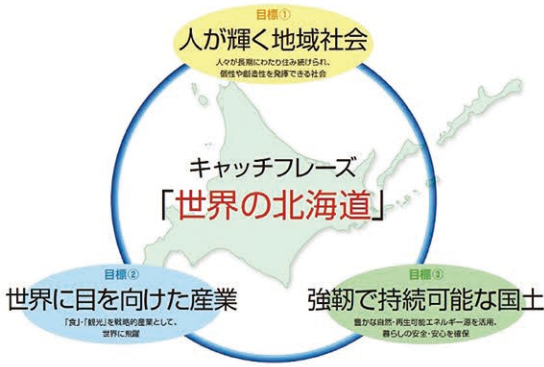 目標①
人が輝く地域社会
人々が長期にわたり住み続けられ、
個性や創造性を発揮できる社会
キャッチフレーズ
「世界の北海道」
目標②
世界に目を向けた産業
「食」・「観光」を戦略的産業として、
世界に飛躍
目標③
強靭で持続可能な国土
豊かな自然・再生可能エネルギー源を活用、
暮らしの安全・安心を確保